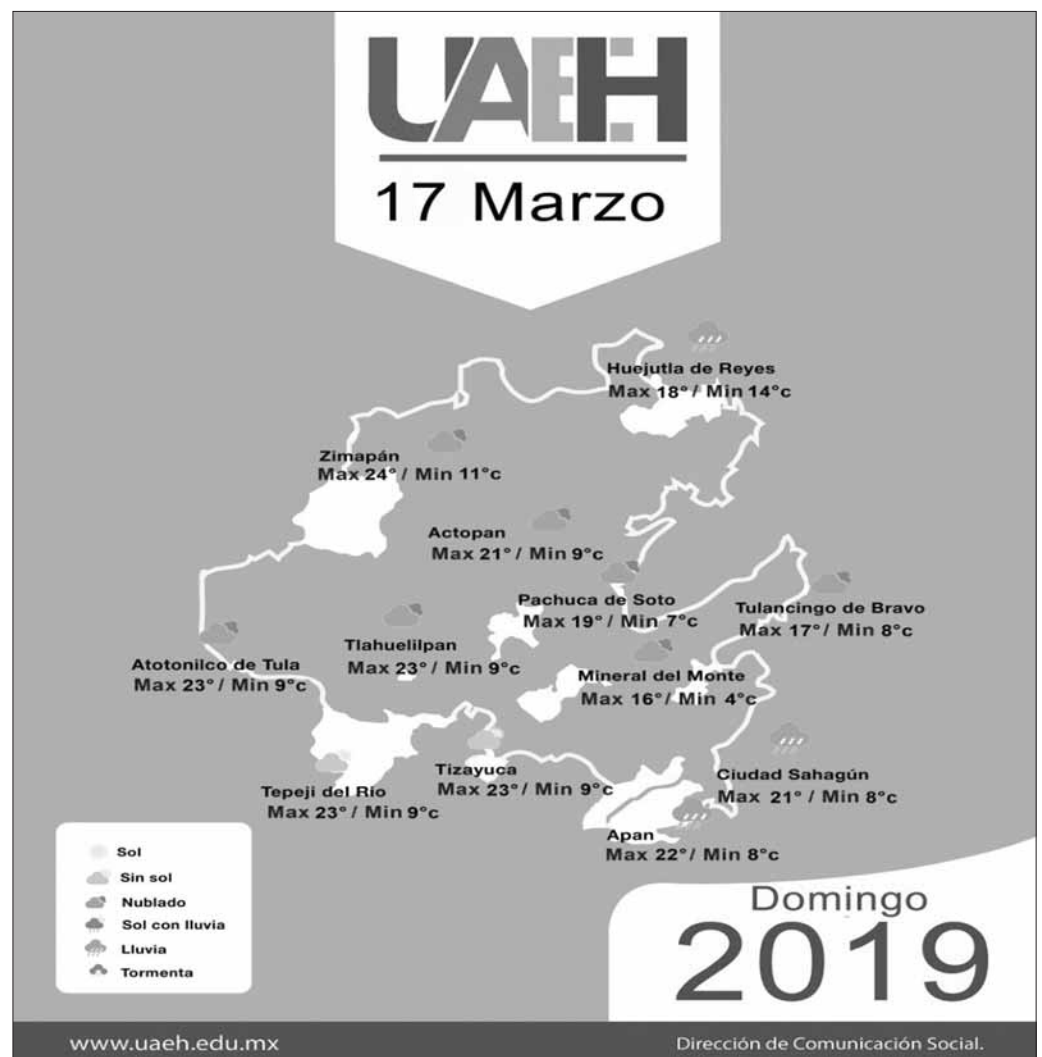 UAEH
17 Marzo
Huejutla de Reyes
Max 18° / Min 14°c
Zimapán
Max 24° / Min 11°c
Actopan
Max 21° / Min 9°c
Pachuca de Soto
Max 19° / Min 7°c
Tulancingo de Bravo
Max 17° / Min 8°c
Tlahuelilpan
Max 23° / Min 9°c
Atotonilco de Tula
Max 23° / Min 9°c
Mineral del Monte
Max 16° / Min 4°c
Tizayuca
Max 23° / Min 9°c
Ciudad Sahagún
Max 21° / Min 8°c
Tepeji del Río
Max 23° / Min 9°c
Apan
Max 22° / Min 8°c
Sol
Sin sol
Nublado
Sol con lluvia
Lluvia
Tormenta
Domingo
2019
www.uaeh.edu.mx
Dirección de Comunicación Social.